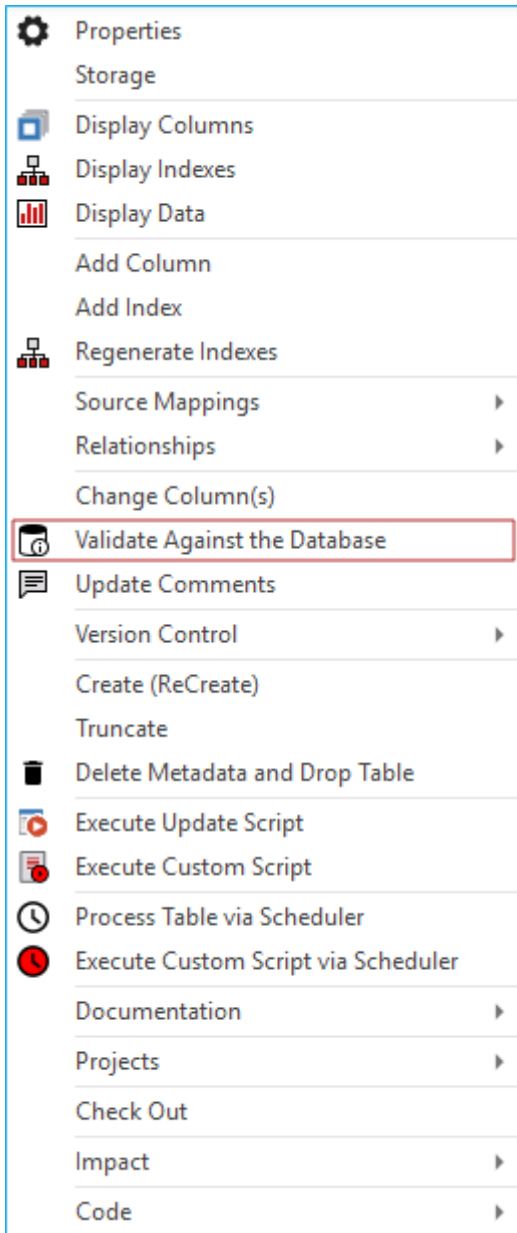 Properties
Storage
Display Columns
Display Indexes
Display Data
Add Column
Add Index
Regenerate Indexes
Source Mappings
Relationships
Change Column(s)
Validate Against the Database
Update Comments
Version Control
Create (ReCreate)
Truncate
Delete Metadata and Drop Table
Execute Update Script
Execute Custom Script
Process Table via Scheduler
Execute Custom Script via Scheduler
Documentation
Projects
Check Out
Impact
Code